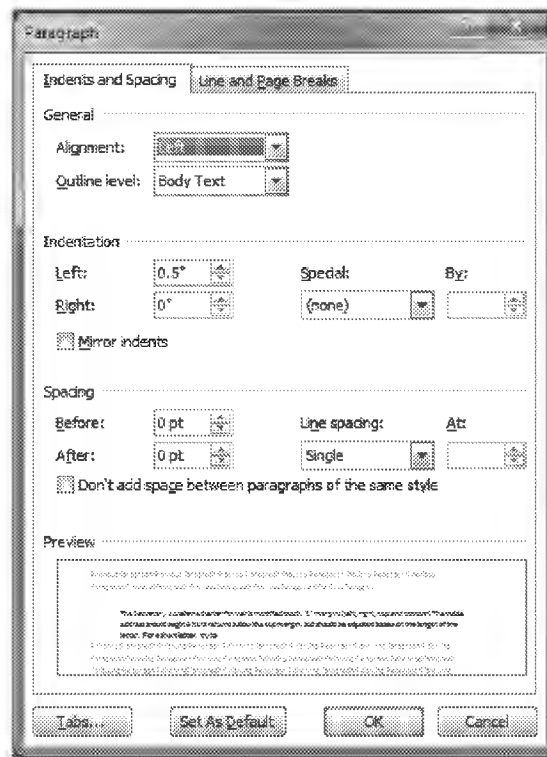 Paragraph
Indents and Spacing
Line and Page Breaks
General
Alignment: Left
Outline level: Body Text
Indentation
Left: 0.5"
Special:
By:
Right: 0"
(none)
Mirror indents
Spacing
Before: 0 pt
Line spacing:
At:
After: 0 pt
Single
Don't add space between paragraphs of the same style
Preview
Tabs...
Set As Default
OK
Cancel